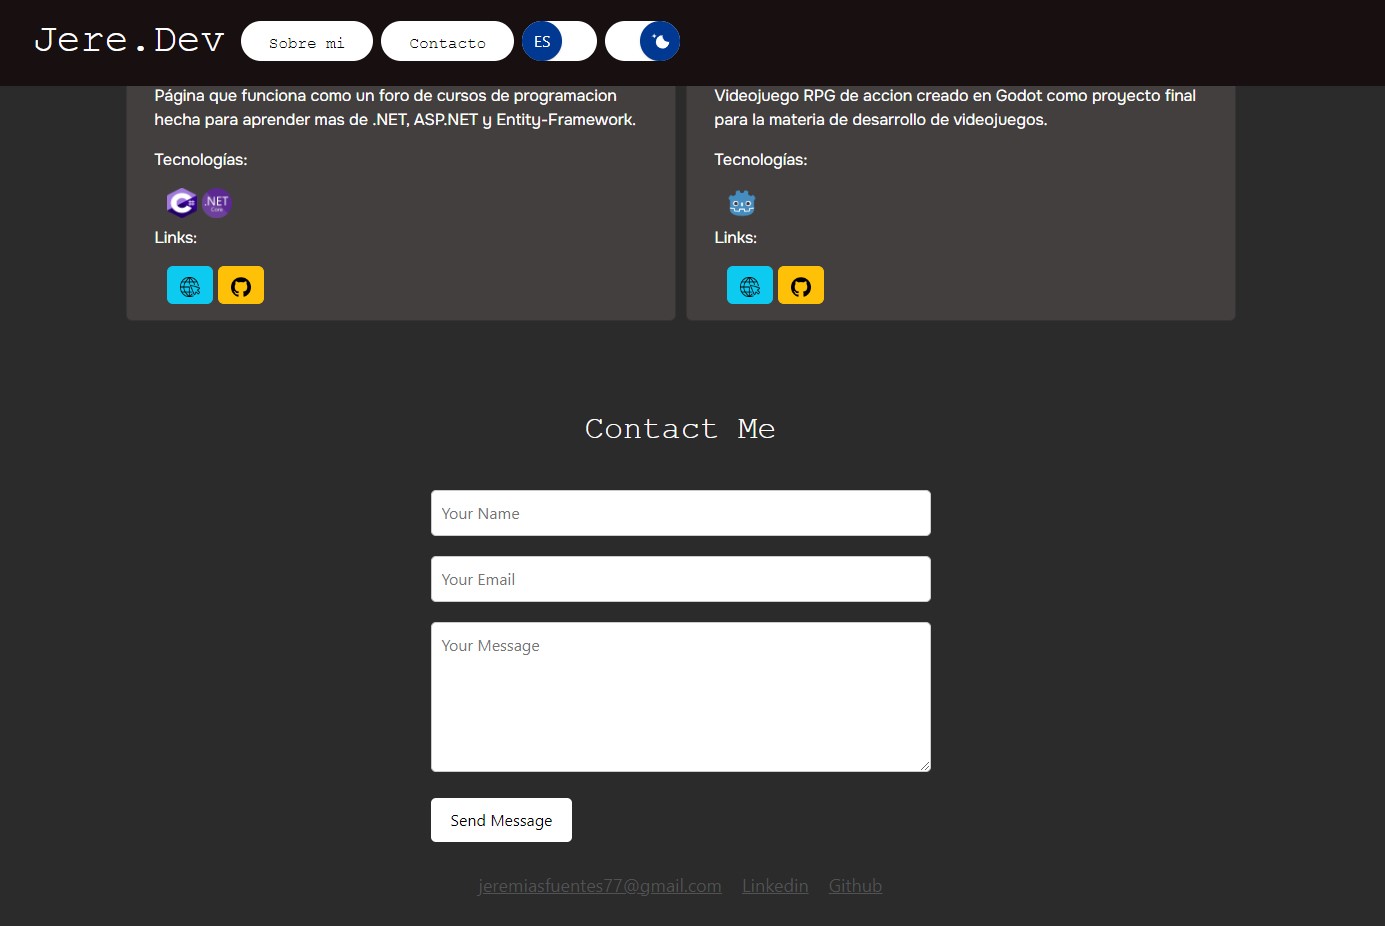 Jere.Dev
Sobre mi
Contacto
ES
Página que funciona como un foro de cursos de programacion
hecha para aprender mas de .NET, ASP.NET y Entity-Framework.
Tecnologías:
C#
.NET
Core
Links:
Videojuego RPG de accion creado en Godot como proyecto final
para la materia de desarrollo de videojuegos.
Tecnologías:
Links:
Contact Me
Your Name
Your Email
Your Message
Send Message
jeremiasfuentes77@gmail.com
Linkedin
Github